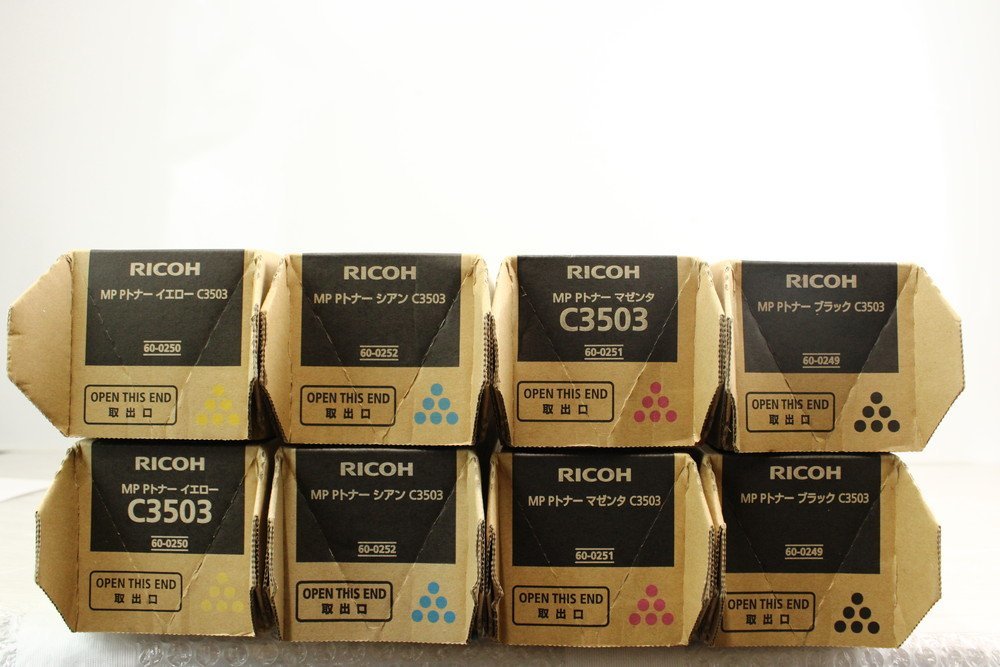 RICOH
MP Pトナー イエロー C3503
60-0250
OPEN THIS END
取出口
RICOH
MP Pトナー シアン C3503
60-0252
OPEN THIS END
取出口
RICOH
MP Pトナー マゼンタ
C3503
60-0251
OPEN THIS END
取出口
RICOH
MP Pトナー ブラック C3503
60-0249
OPEN THIS END
取出口
RICOH
MP Pトナー イエロー
C3503
60-0250
OPEN THIS END
取出口
RICOH
MP Pトナー シアン C3503
60-0252
OPEN THIS END
取出口
RICOH
MP Pトナー マゼンタ C3503
60-0251
OPEN THIS END
取出口
RICOH
MP Pトナー ブラック C3503
60-0249
OPEN THIS END
取出口